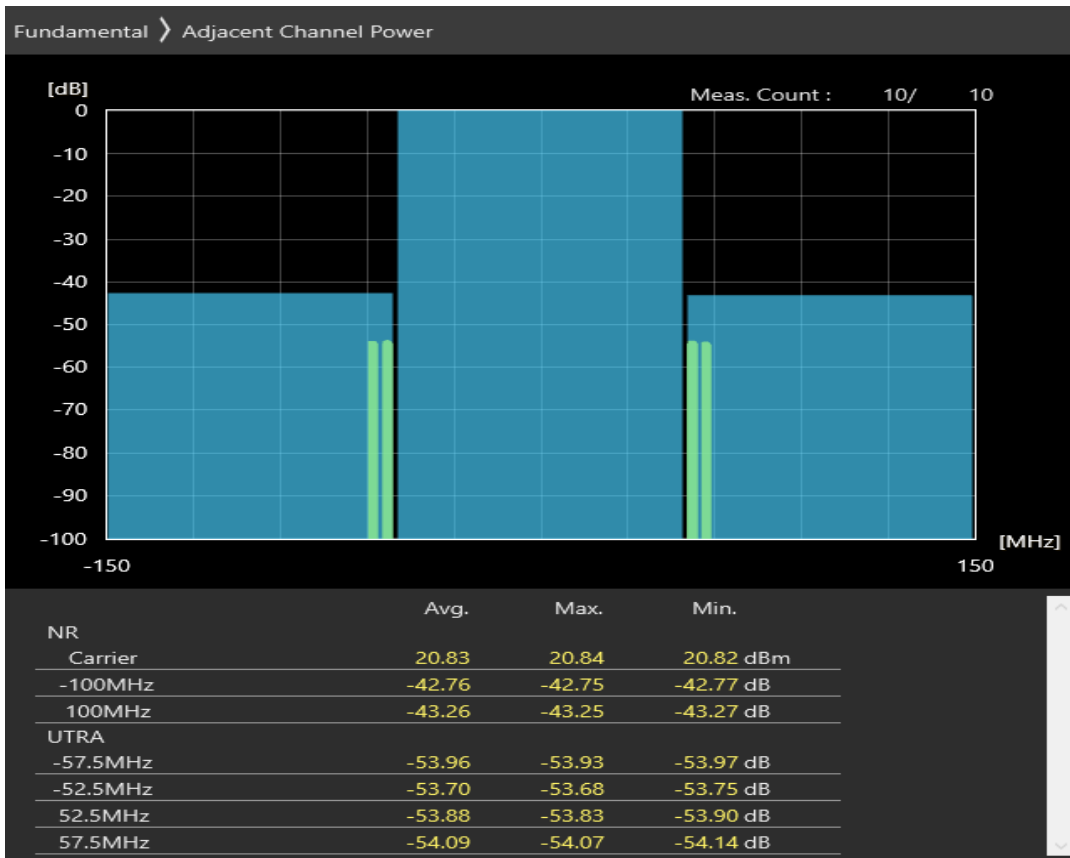 Fundamental 〉 Adjacent Channel Power
[dB]
Meas. Count : 10/ 10
0
-10
-20
-30
-40
-50
-60
-70
-80
-90
-100
[MHz]
-150 150
Avg. Max. Min.
NR
Carrier 20.83 20.84 20.82 dBm
-100MHz -42.76 -42.75 -42.77 dB
100MHz -43.26 -43.25 -43.27 dB
UTRA
-57.5MHz -53.96 -53.93 -53.97 dB
-52.5MHz -53.70 -53.68 -53.75 dB
52.5MHz -53.88 -53.83 -53.90 dB
57.5MHz -54.09 -54.07 -54.14 dB